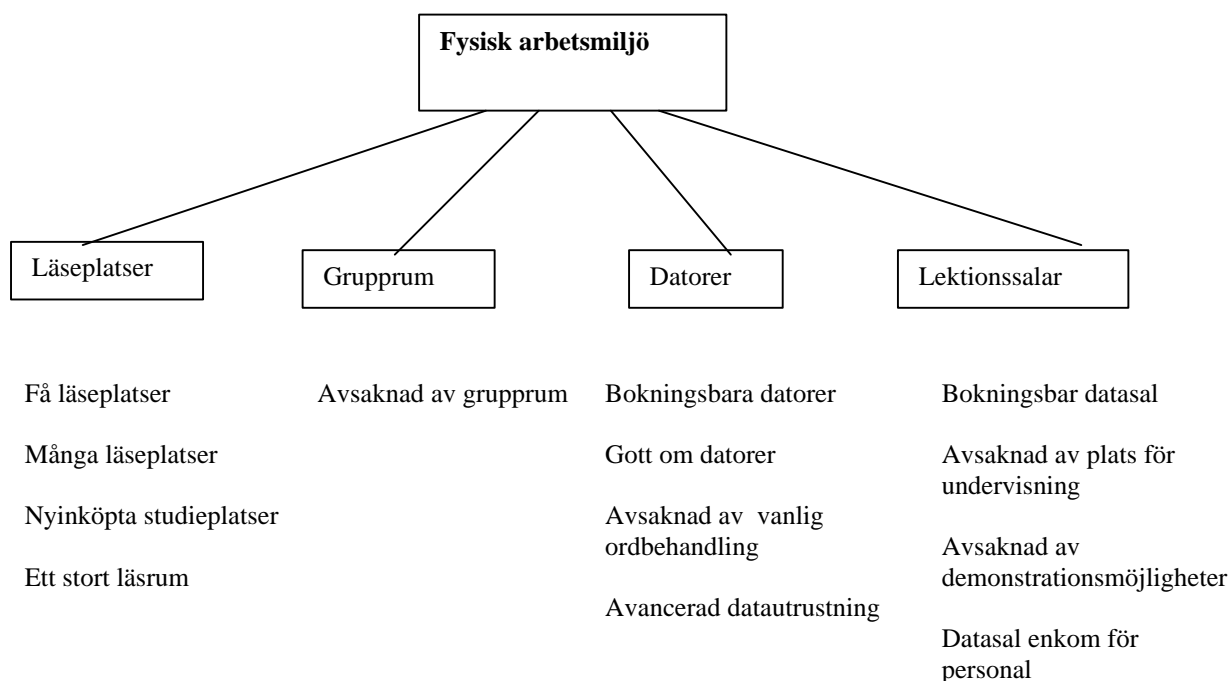 Fysisk arbetsmiljö
Läseplatser
Grupprum
Datorer
Lektionssalar
Få läseplatser
Många läseplatser
Nyinköpta studieplatser
Ett stort läsrum
Avsaknad av grupprum
Bokningsbara datorer
Gott om datorer
Avsaknad av vanlig
ordbehandling
Avancerad datautrustning
Bokningsbar datasal
Avsaknad av plats för
undervisning
Avsaknad av
demonstrationsmöjligheter
Datasal enkom för
personal